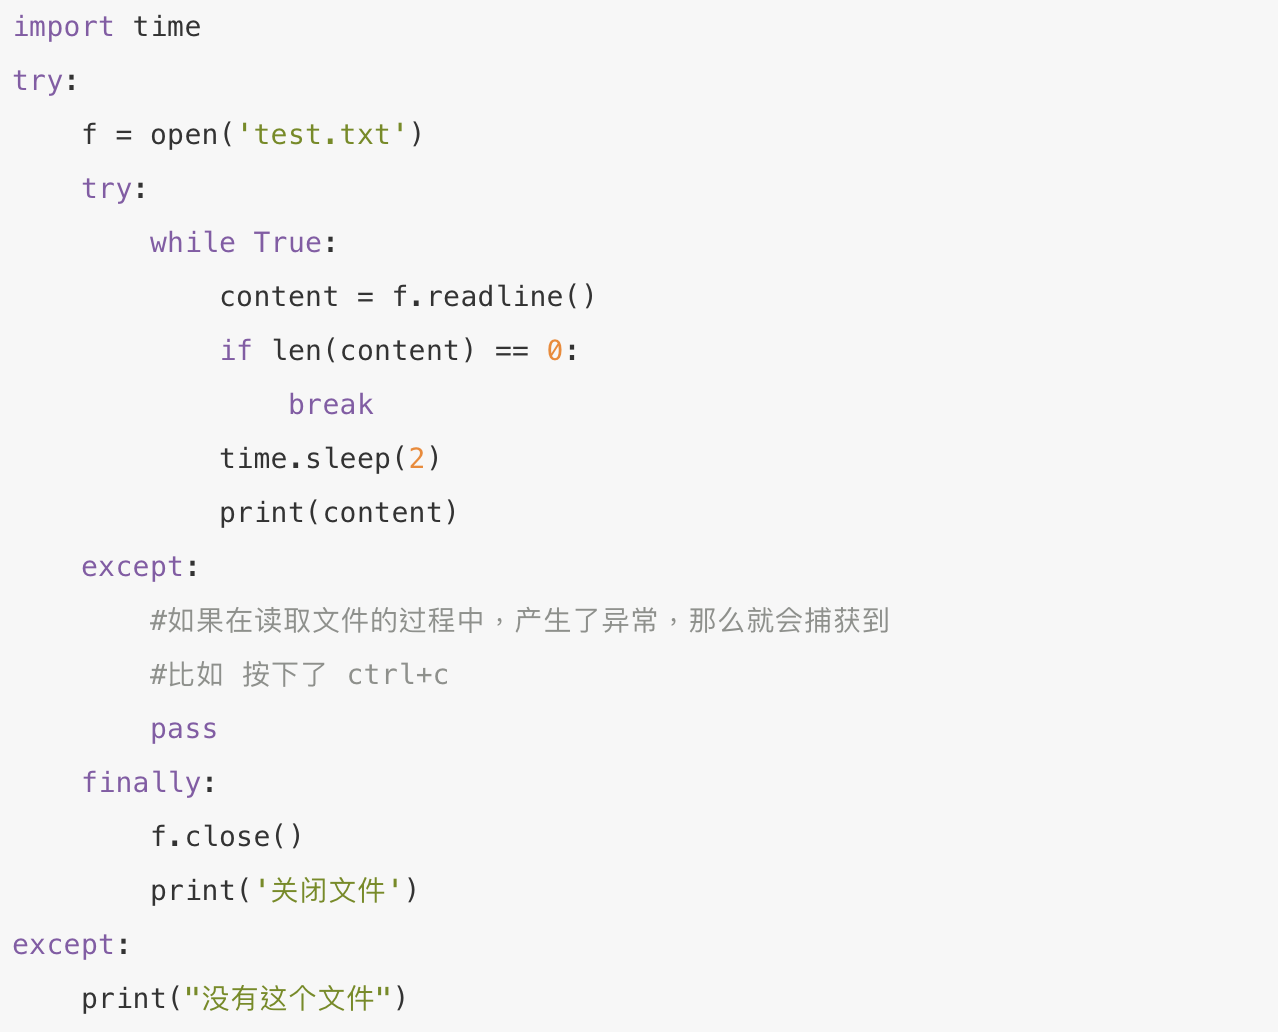 import time
try:
    f = open('test.txt')
    try:
        while True:
            content = f.readline()
            if len(content) == 0:
                break
            time.sleep(2)
            print(content)
    except:
        #如果在读取文件的过程中，产生了异常，那么就会捕获到
        #比如 按下了 ctrl+c
        pass
    finally:
        f.close()
        print('关闭文件')
except:
    print("没有这个文件")